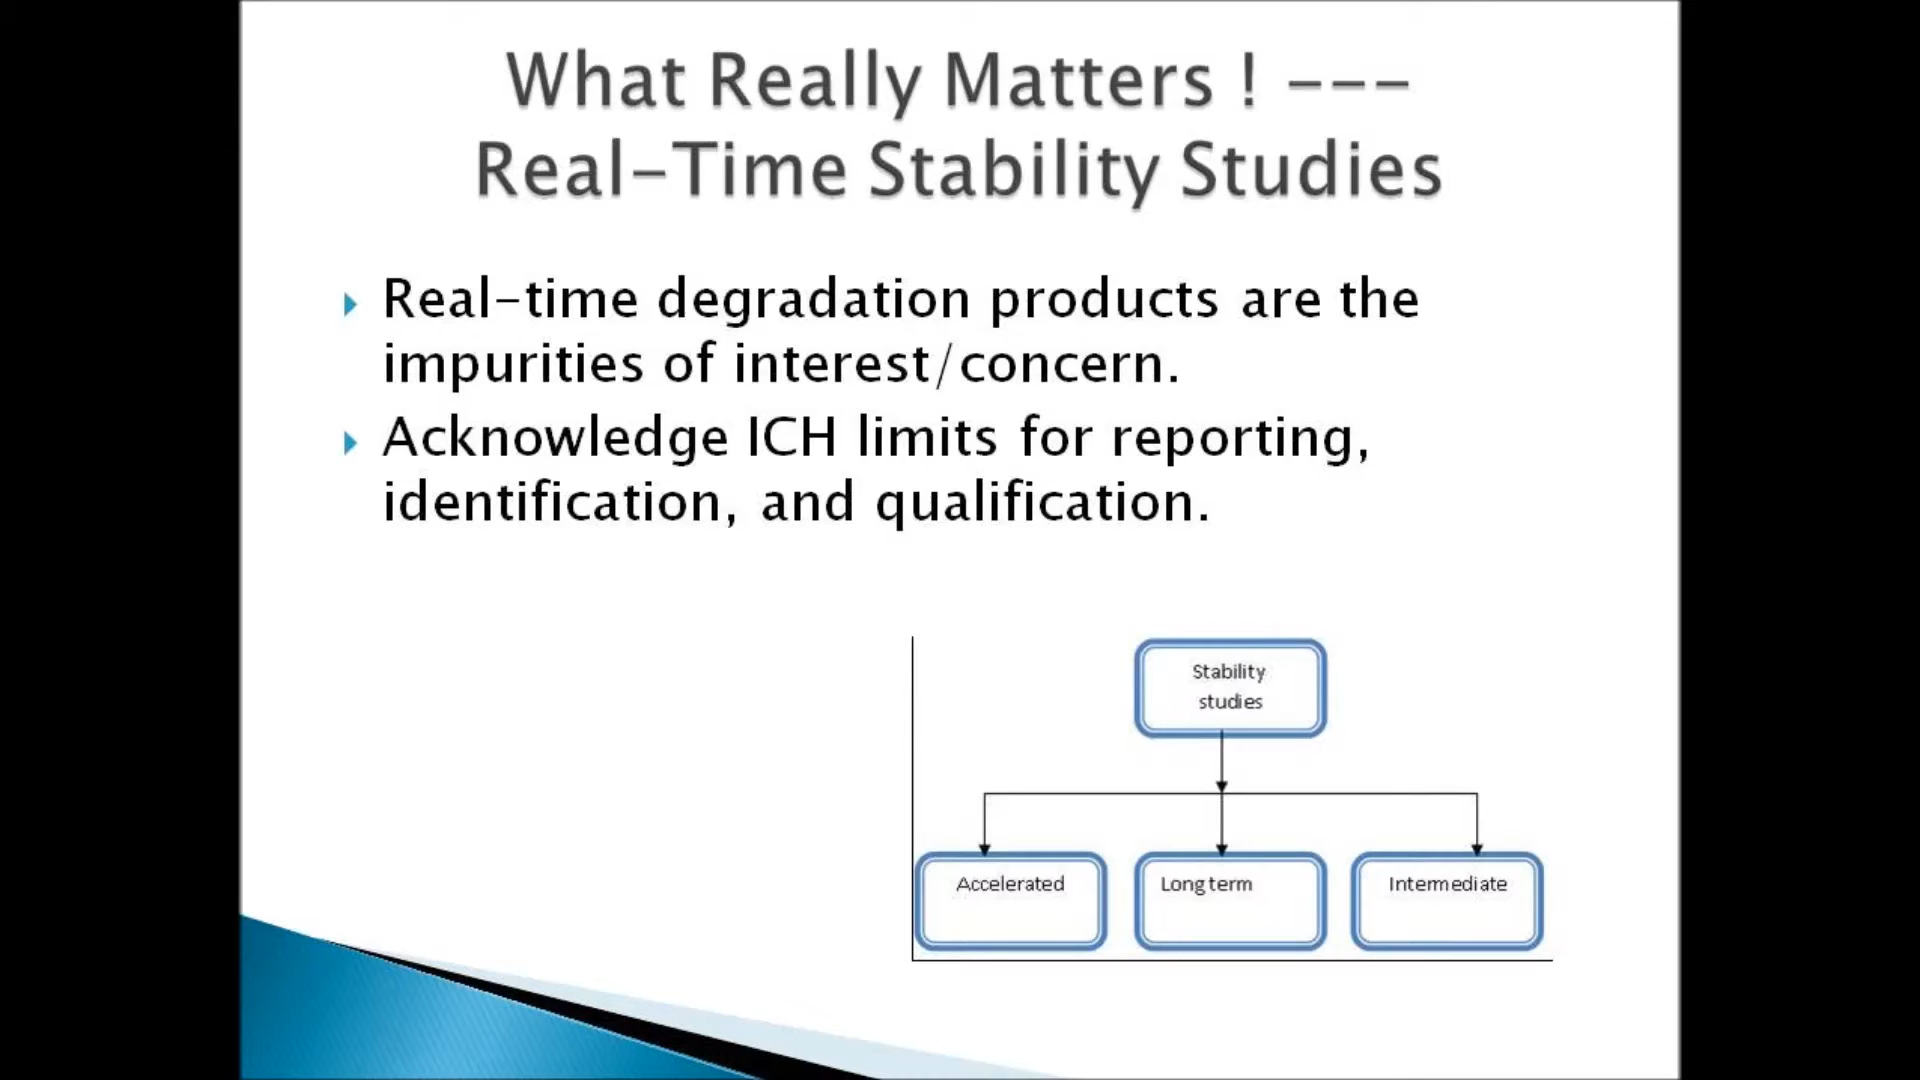 What Really Matters ! ---
Real-Time Stability Studies
Real-time degradation products are the
impurities of interest/concern.
Acknowledge ICH limits for reporting,
identification, and qualification.
Stability
studies
Accelerated
Long term
Intermediate